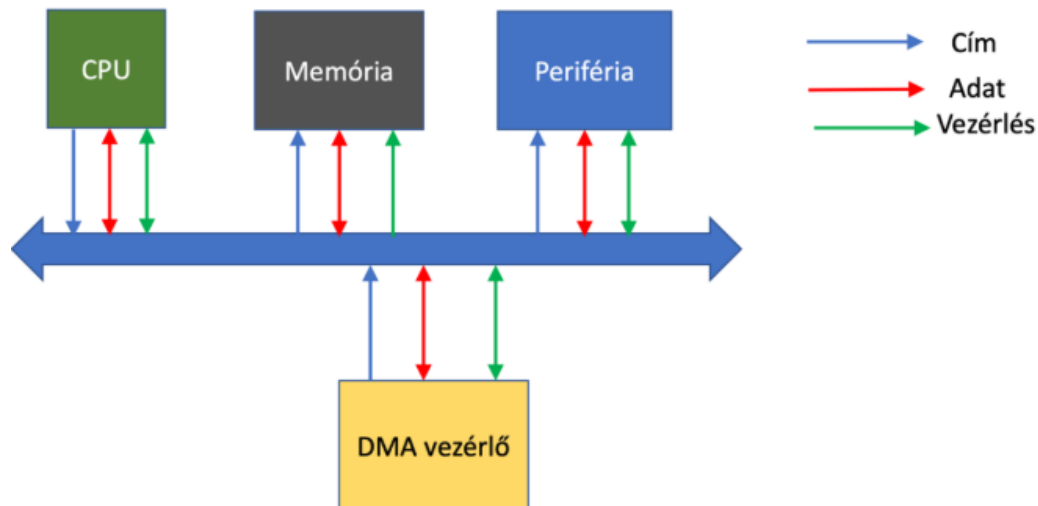 CPU
Memória
Periféria
Cím
Adat
Vezérlés
DMA vezérlő